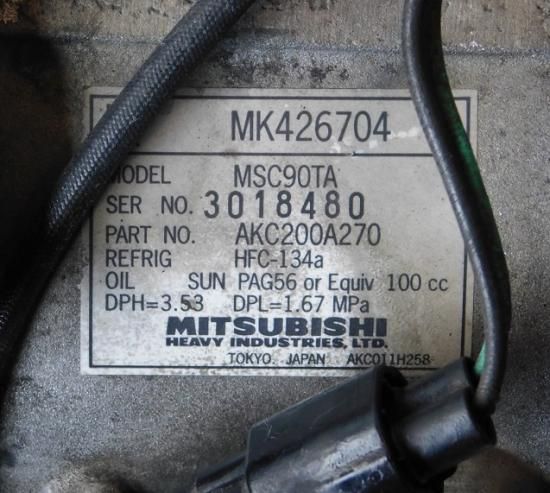 MK426704
MODEL MSC90TA
SER NO. 3018480
PART NO. AKC200A270
REFRIG HFC-134a
OIL SUN PAG56 or Equiv 100 cc
DPH=3.53 DPL=1.67 MPa
MITSUBISHI
HEAVY INDUSTRIES, LTD.
TOKYO. JAPAN AKC011H258